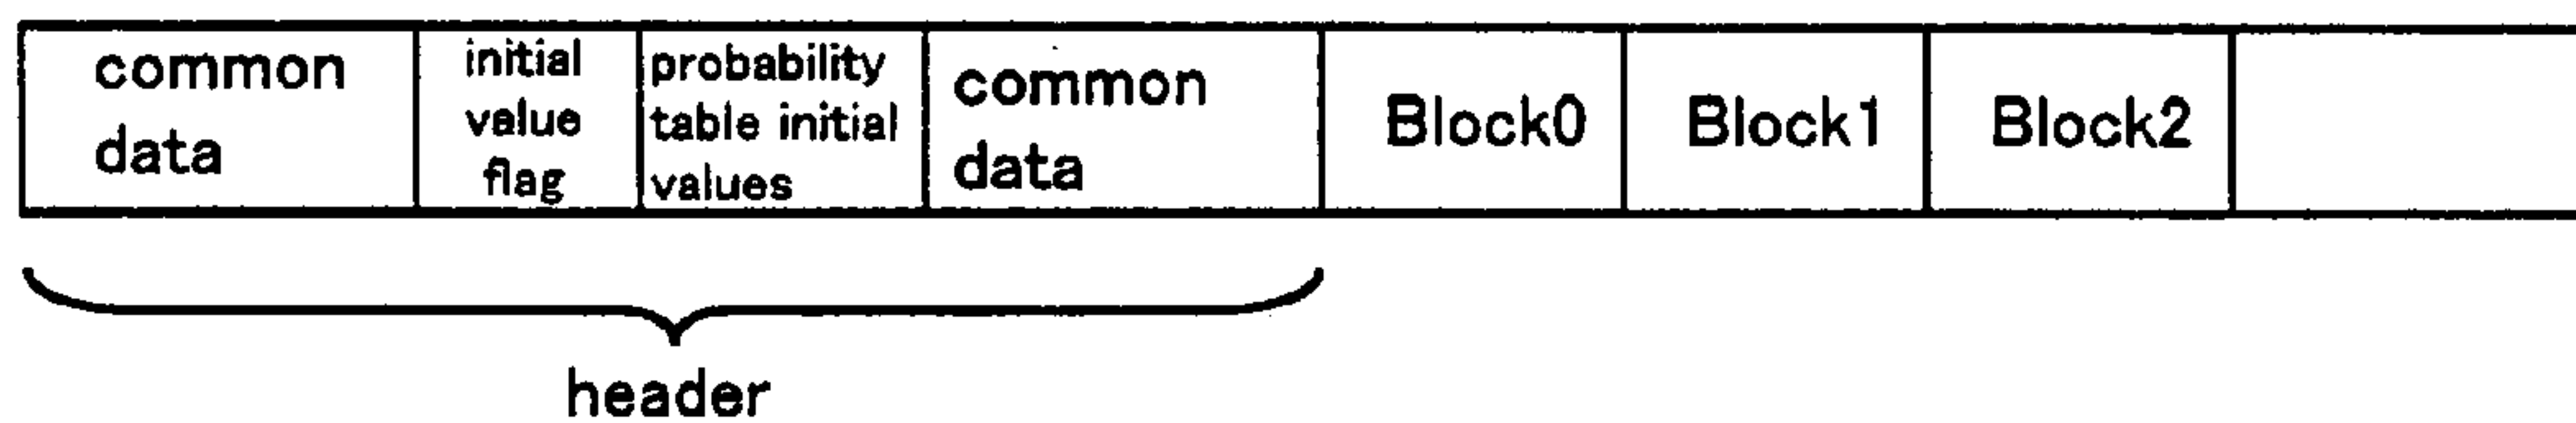 common
data
initial
value
flag
probability
table initial
values
common
data
Block0
Block1
Block2
header